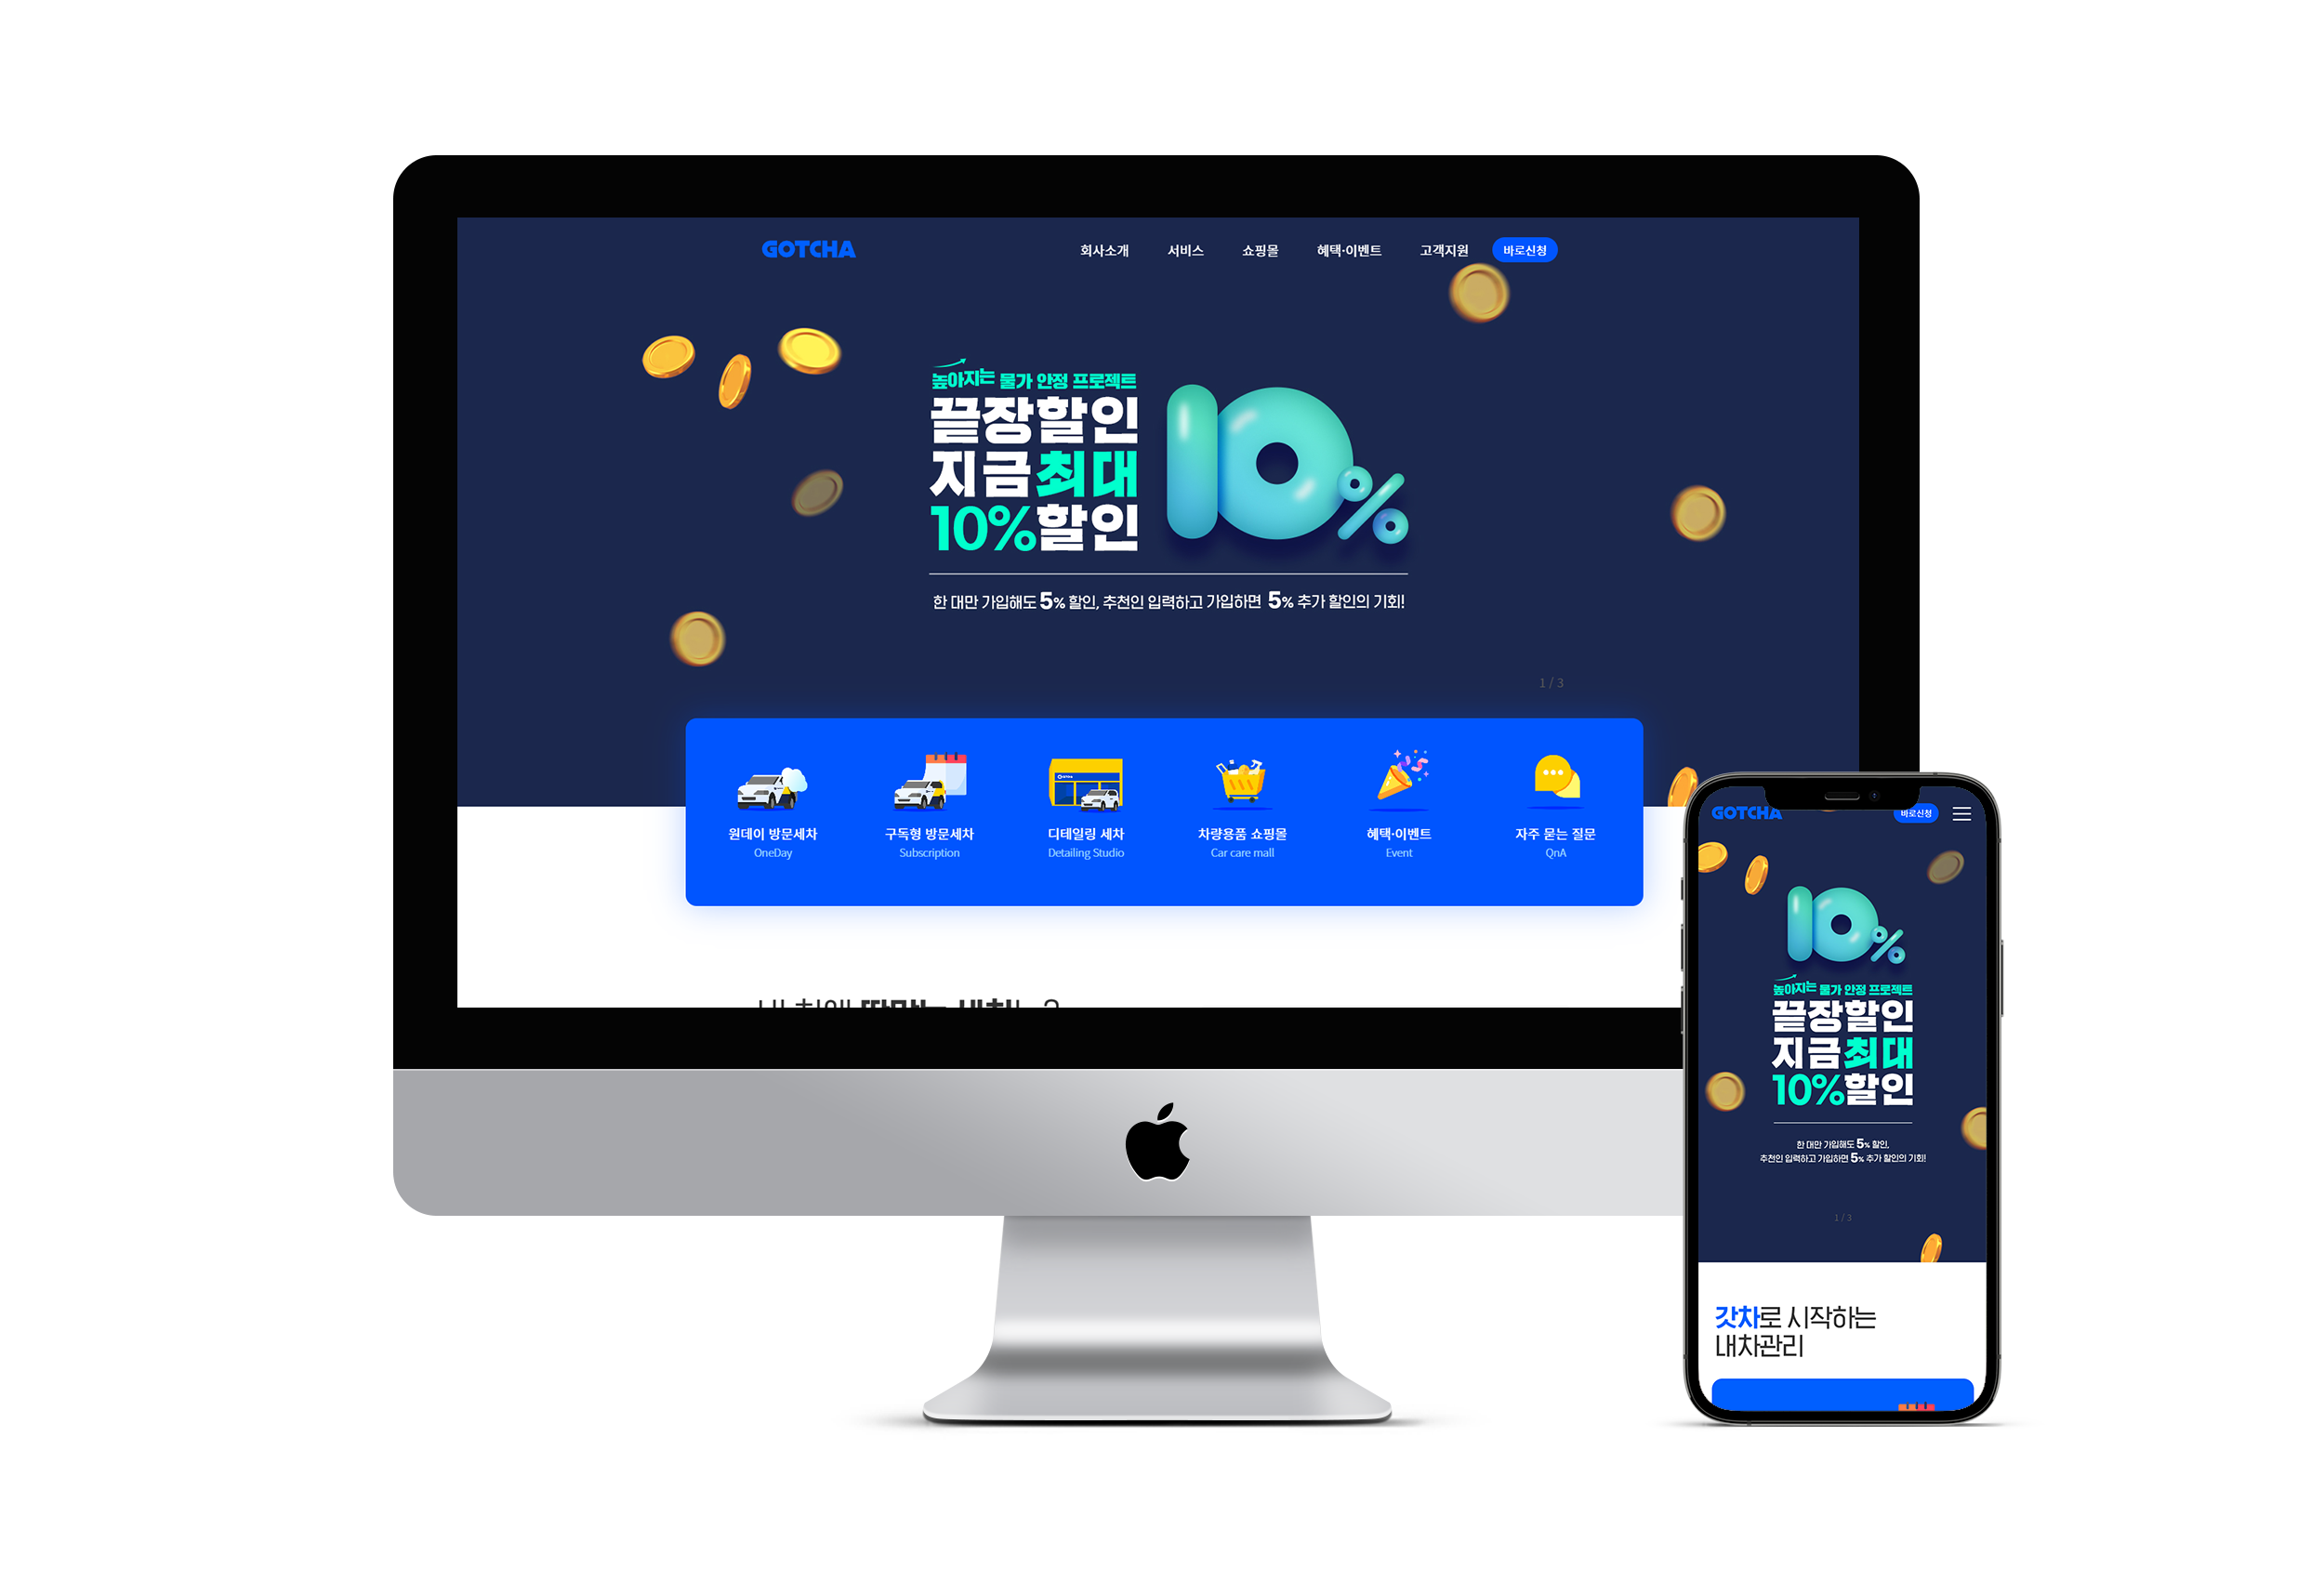 GOTCHA
회사소개 서비스 쇼핑몰 혜택·이벤트 고객지원 바로신청
높아지는 물가 안정 프로젝트
끝장할인
지금최대
10%할인
10%
한 대만 가입해도 5% 할인, 추천인 입력하고 가입하면 5% 추가 할인의 기회!
1 / 3
원데이 방문세차
OneDay
구독형 방문세차
Subscription
디테일링 세차
Detailing Studio
차량용품 쇼핑몰
Car care mall
혜택·이벤트
Event
자주 묻는 질문
QnA
GOTCHA
바로신청
10%
높아지는 물가 안정 프로젝트
끝장할인
지금최대
10%할인
한 대만 가입해도 5% 할인,
추천인 입력하고 가입하면 5% 추가 할인의 기회!
1 / 3
갓차로 시작하는
내차관리